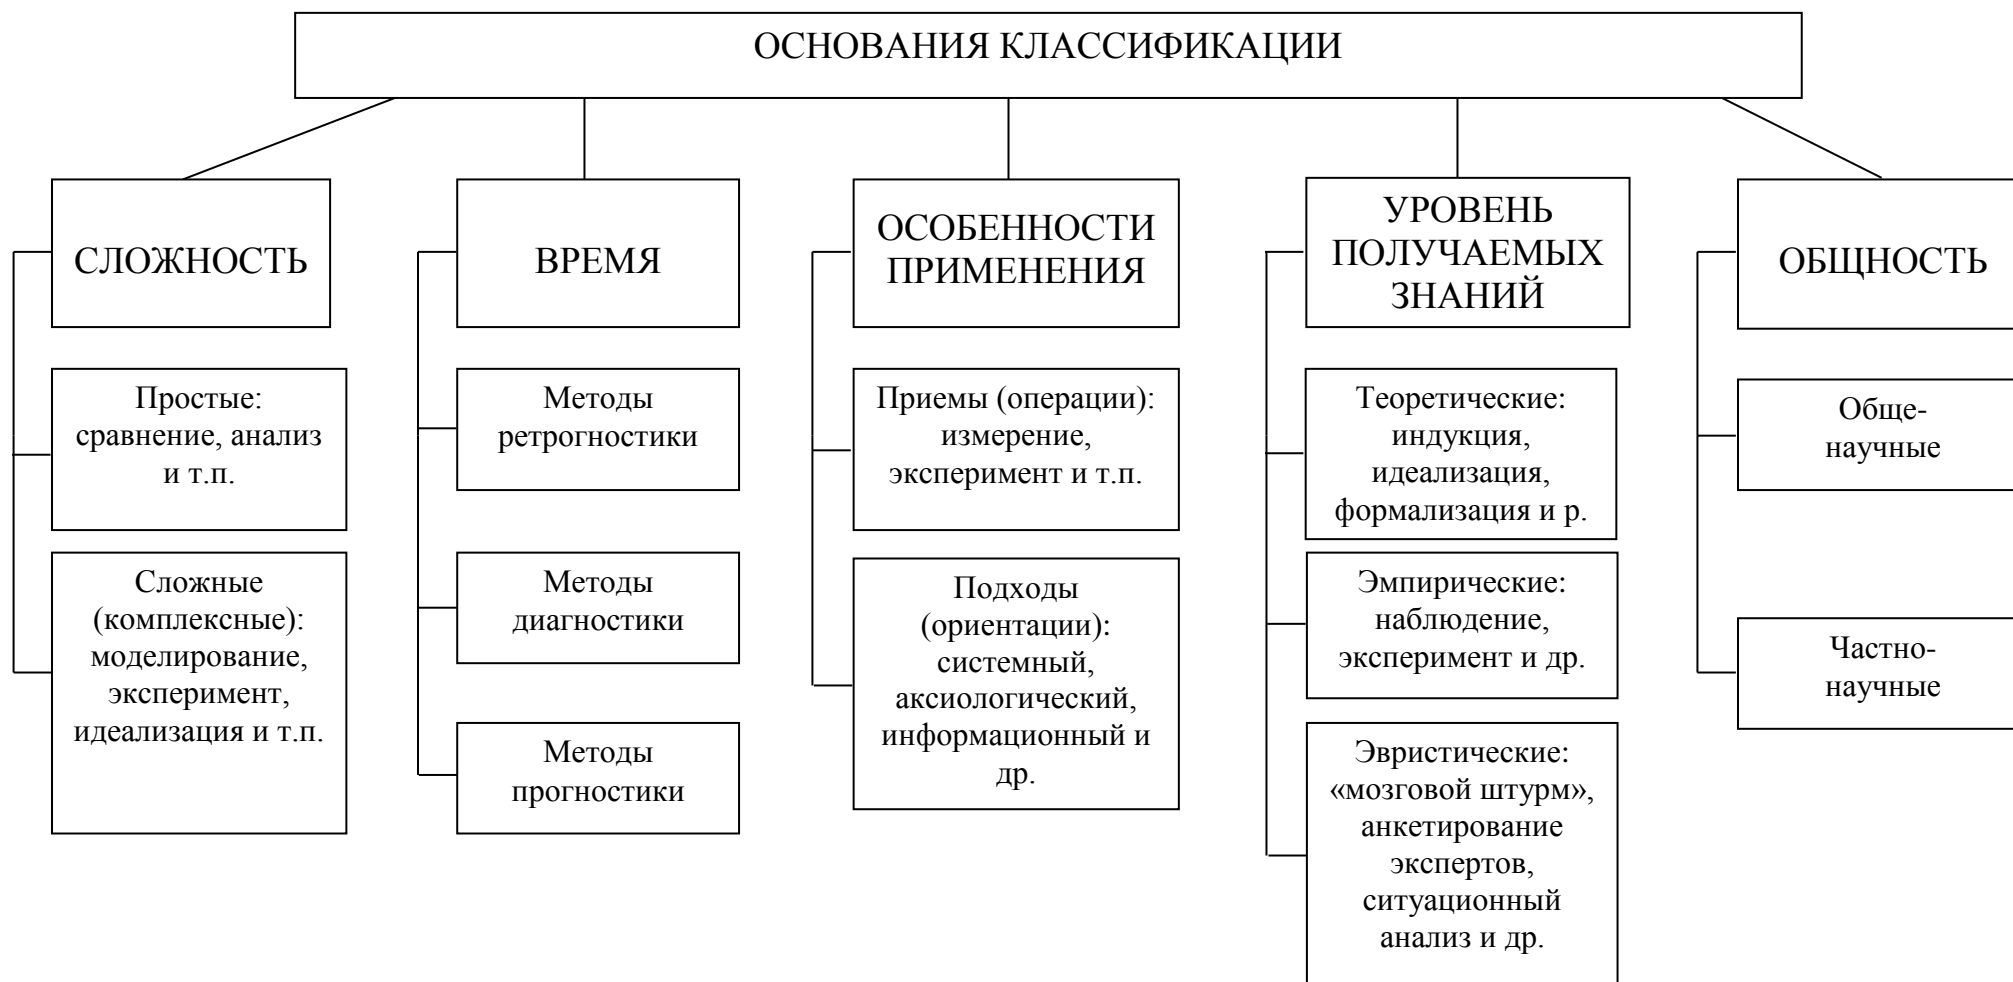 ОСНОВАНИЯ КЛАССИФИКАЦИИ
СЛОЖНОСТЬ
Простые:
сравнение, анализ
и т.п.
Сложные
(комплексные):
моделирование,
эксперимент,
идеализация и т.п.
ВРЕМЯ
Методы
ретрогностики
Методы
диагностики
Методы
прогностики
ОСОБЕННОСТИ
ПРИМЕНЕНИЯ
Приемы (операции):
измерение,
эксперимент и т.п.
Подходы
(ориентации):
системный,
аксиологический,
информационный и
др.
УРОВЕНЬ
ПОЛУЧАЕМЫХ
ЗНАНИЙ
Теоретические:
индукция,
идеализация,
формализация и р.
Эмпирические:
наблюдение,
эксперимент и др.
Эвристические:
«мозговой штурм»,
анкетирование
экспертов,
ситуационный
анализ и др.
ОБЩНОСТЬ
Обще-
научные
Частно-
научные